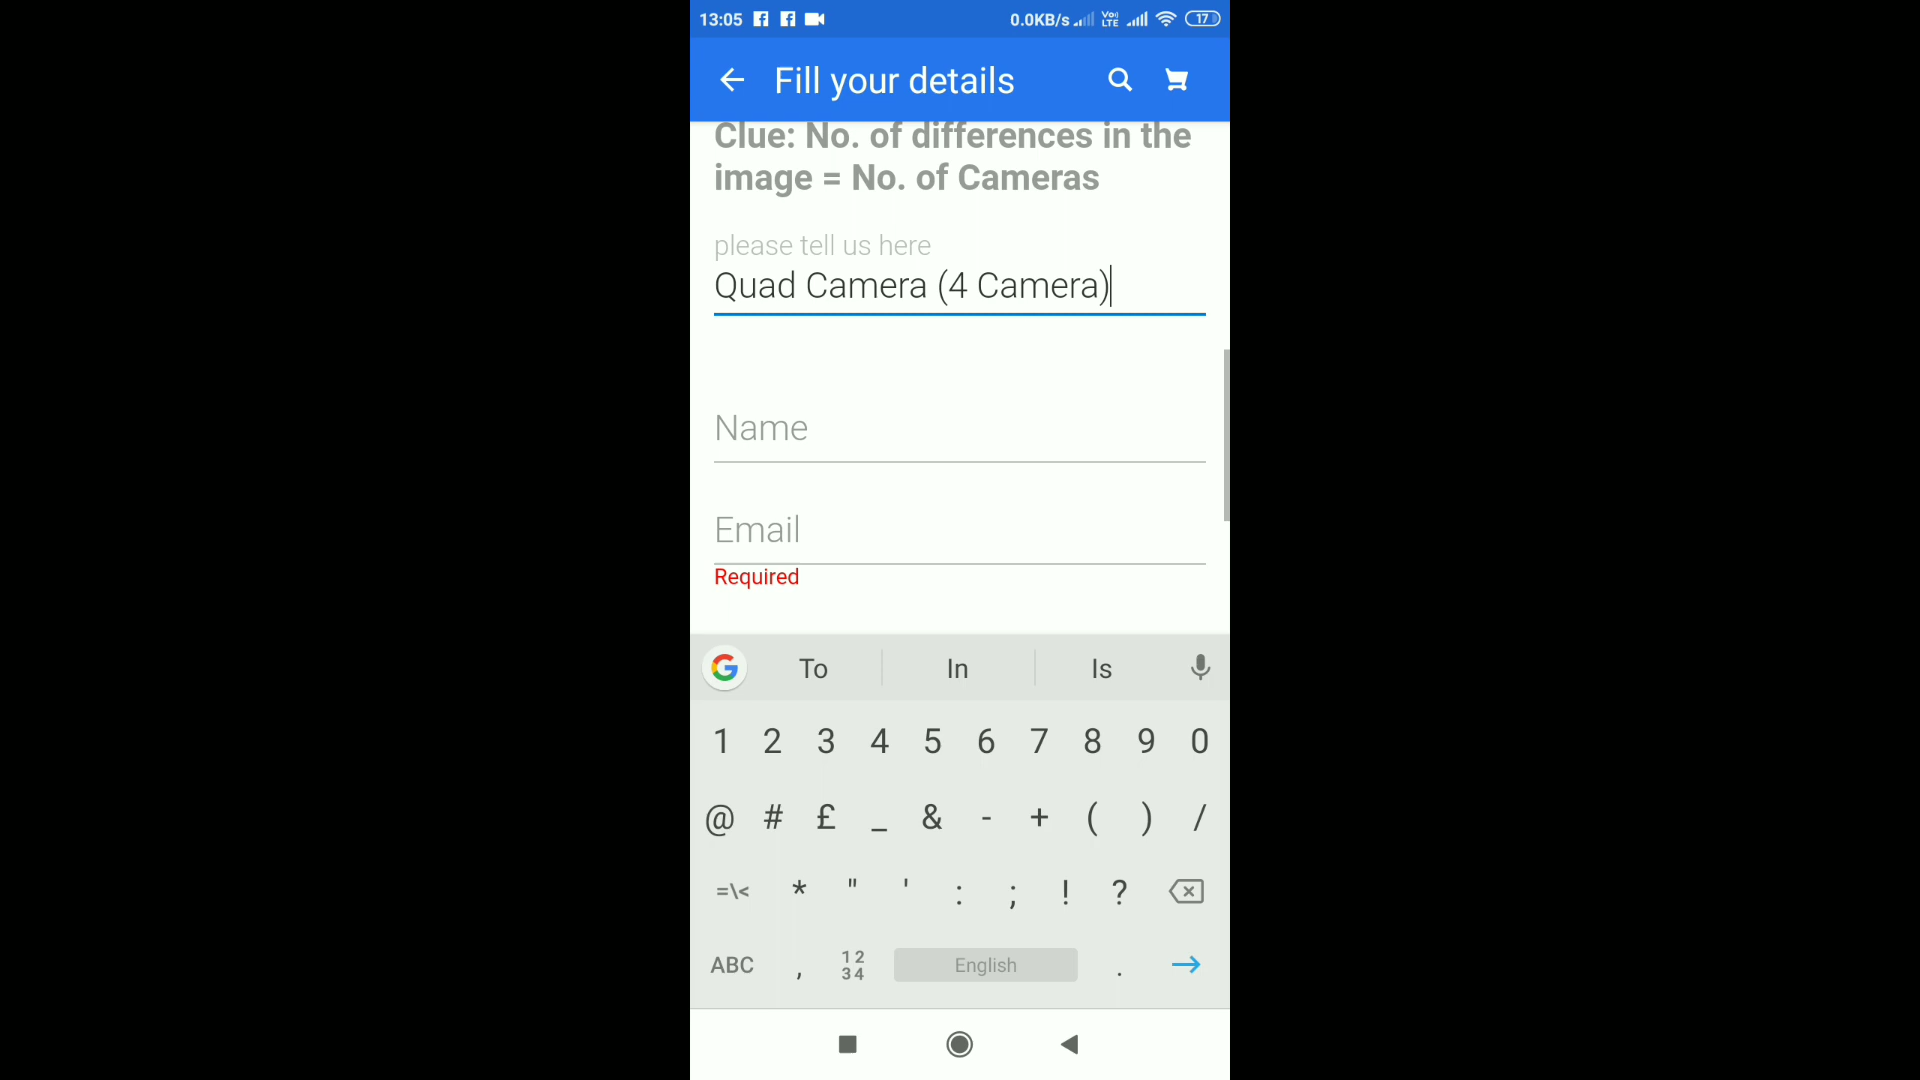 13:05 0.0KB/s Vo) LTE 17
Fill your details
Clue: No. of differences in the
image = No. of Cameras
please tell us here
Quad Camera (4 Camera)
Name
Email
Required
G To In Is
1 2 3 4 5 6 7 8 9 0
@ # £ _ & - + ( ) /
=\< * " ' : ; ! ?
ABC , 12 34 English .